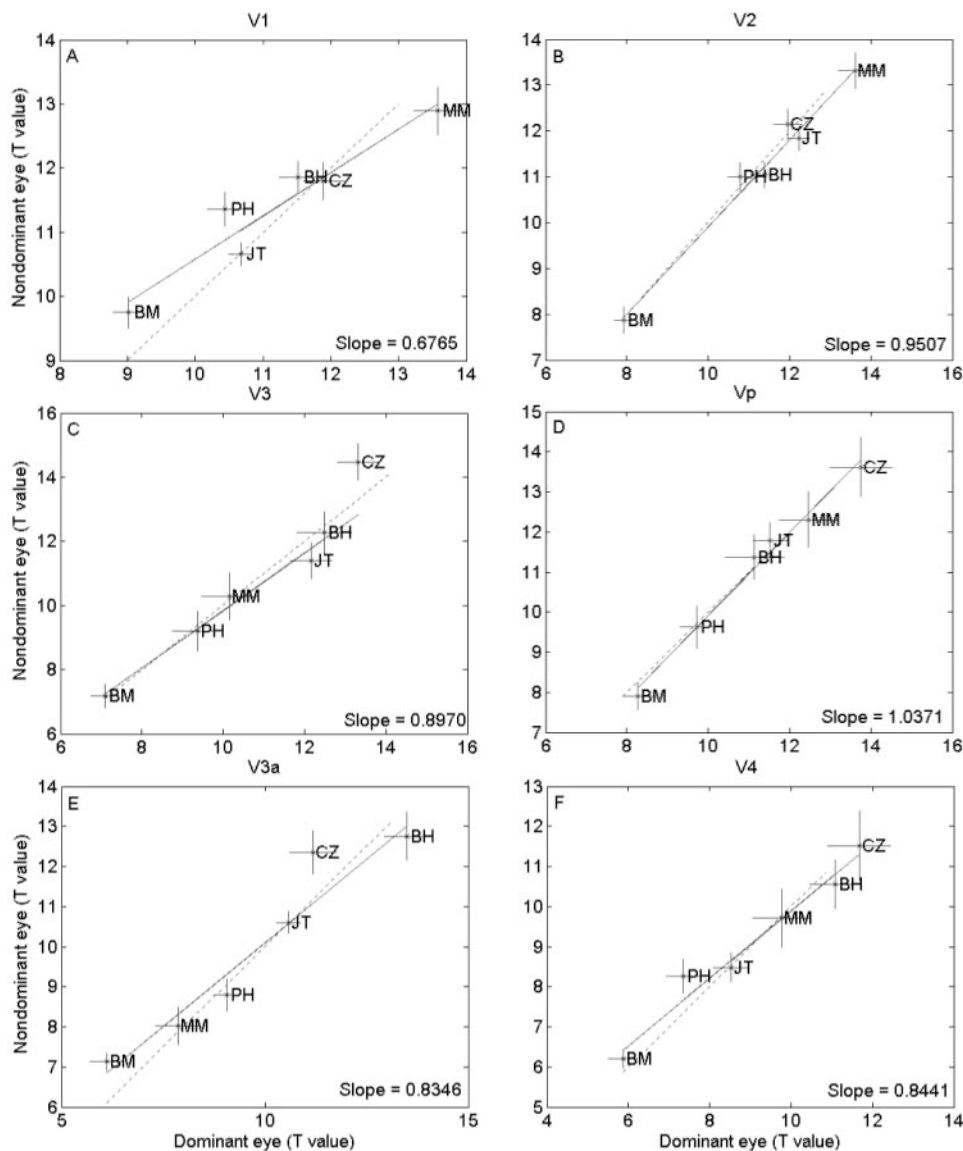 V1
A
14
13
12
11
10
9
Nondominant eye (T value)
MM
BH
CZ
PH
JT
BM
Slope = 0.6765
8 9 10 11 12 13 14
V2
B
14
13
12
11
10
9
8
7
MM
CZ
JT
PH
BH
BM
Slope = 0.9507
6 8 10 12 14 16
V3
C
16
14
12
10
8
6
Nondominant eye (T value)
CZ
BH
JT
MM
PH
BM
Slope = 0.8970
6 8 10 12 14 16
Vp
D
15
14
13
12
11
10
9
8
7
CZ
MM
JT
BH
PH
BM
Slope = 1.0371
6 8 10 12 14 16
V3a
E
14
13
12
11
10
9
8
7
6
Nondominant eye (T value)
BH
CZ
JT
PH
MM
BM
Slope = 0.8346
5 10 15
Dominant eye (T value)
V4
F
13
12
11
10
9
8
7
6
5
CZ
BH
MM
PH
JT
BM
Slope = 0.8441
4 6 8 10 12 14
Dominant eye (T value)